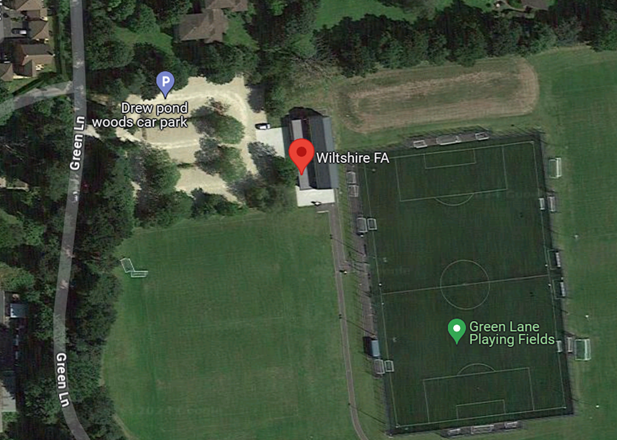 P
Drew pond
woods car park
Green Ln
Wiltshire FA
Green Lane
Playing Fields
Green Ln